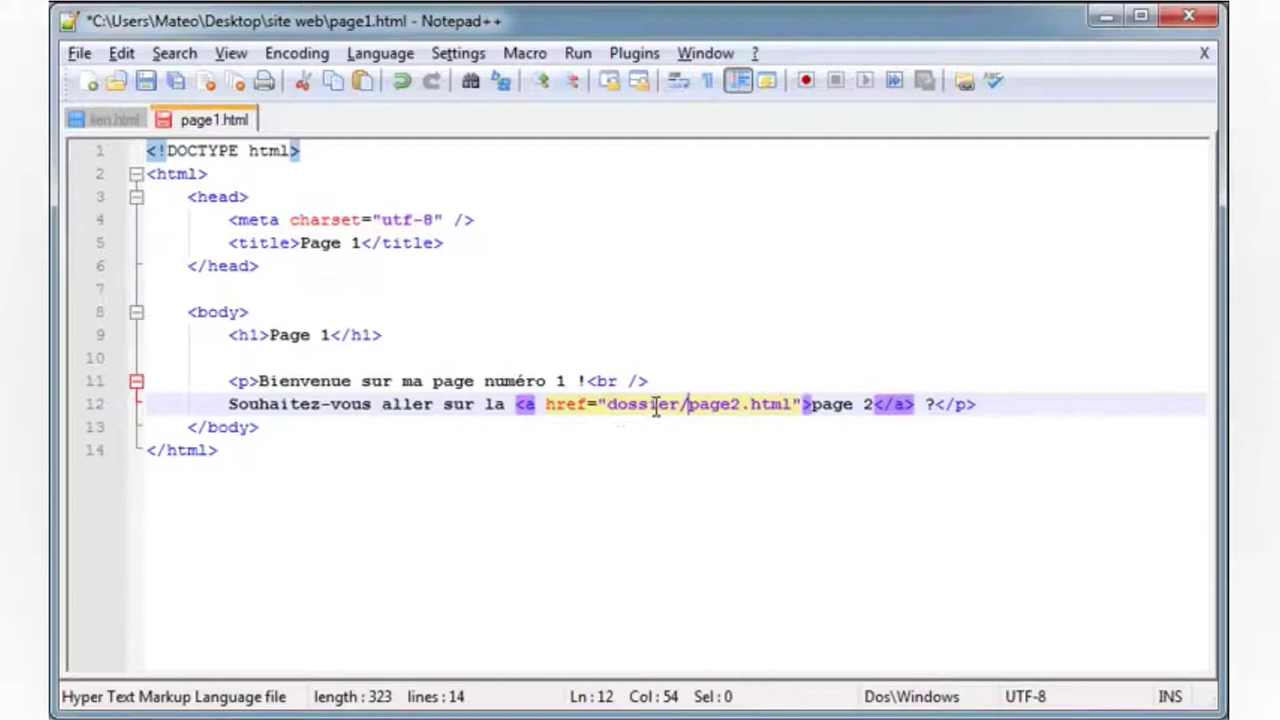 *C:\Users\Mateo\Desktop\site web\page1.html - Notepad++
File Edit Search View Encoding Language Settings Macro Run Plugins Window ? X
lien.html page1.html
1 <!DOCTYPE html>
2 <html>
3 <head>
4 <meta charset="utf-8" />
5 <title>Page 1</title>
6 </head>
7
8 <body>
9 <h1>Page 1</h1>
10
11 <p>Bienvenue sur ma page numéro 1 !<br />
12 Souhaitez-vous aller sur la <a href="dossier/page2.html">page 2</a> ?</p>
13 </body>
14 </html>
Hyper Text Markup Language file length : 323 lines : 14 Ln : 12 Col : 54 Sel : 0 Dos\Windows UTF-8 INS